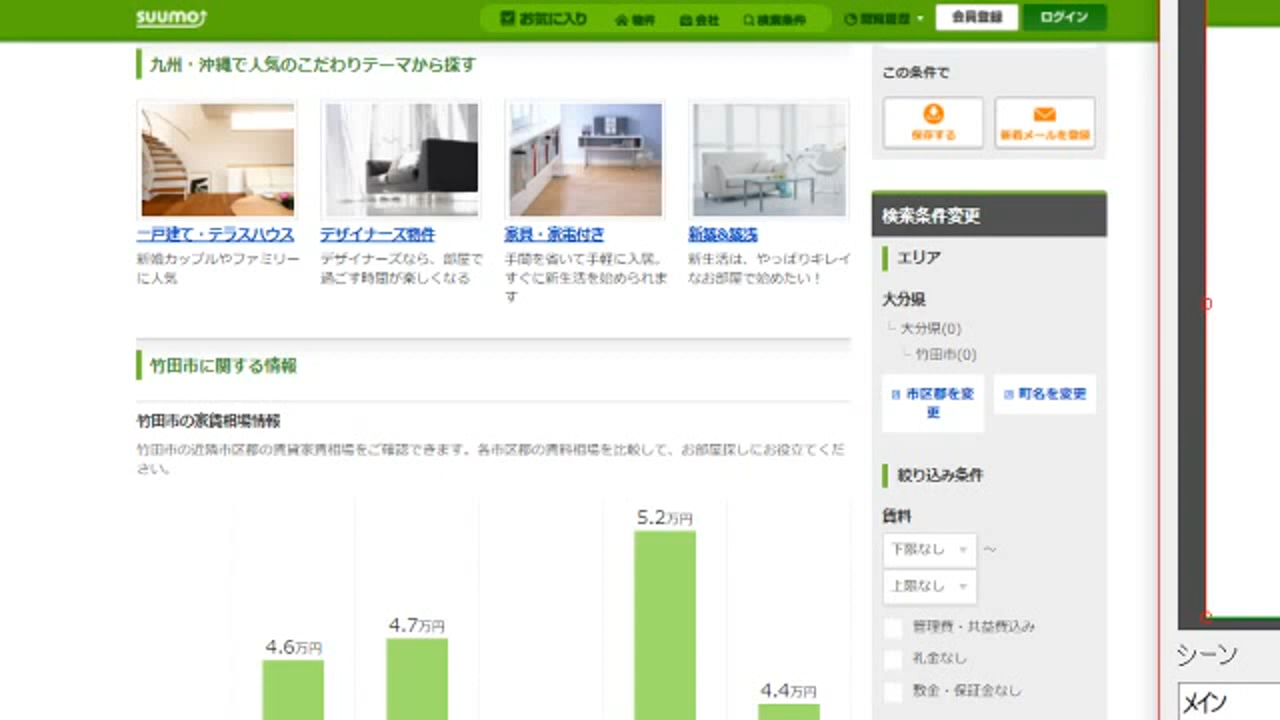 suumo
お気に入り 物件 会社 検索条件 閲覧履歴 会員登録 ログイン
九州・沖縄で人気のこだわりテーマから探す
一戸建て・テラスハウス
新婚カップルやファミリー
に人気
デザイナーズ物件
デザイナーズなら、部屋で
過ごす時間が楽しくなる
家具・家電付き
手間を省いて手軽に入居。
すぐに新生活を始められま
す
新築&築浅
新生活は、やっぱりキレイ
なお部屋で始めたい！
竹田市に関する情報
竹田市の家賃相場情報
竹田市の近隣市区郡の賃貸家賃相場をご確認できます。各市区郡の賃料相場を比較して、お部屋探しにお役立てくだ
さい。
4.6万円
4.7万円
5.2万円
4.4万円
この条件で
保存する
新着メールを登録
検索条件変更
エリア
大分県
大分県(0)
竹田市(0)
市区郡を変
更
町名を変更
絞り込み条件
賃料
下限なし ～
上限なし
管理費・共益費込み
礼金なし
敷金・保証金なし
シーン
メイン